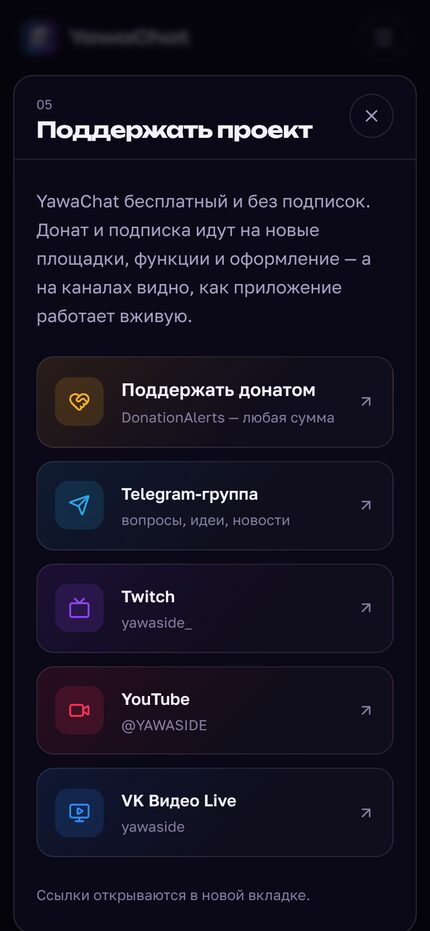 YawaChat
05
Поддержать проект
YawaChat бесплатный и без подписок.
Донат и подписка идут на новые
площадки, функции и оформление — а
на каналах видно, как приложение
работает вживую.
Поддержать донатом
DonationAlerts — любая сумма
Telegram-группа
вопросы, идеи, новости
Twitch
yawaside_
YouTube
@YAWASIDE
VK Видео Live
yawaside
Ссылки открываются в новой вкладке.